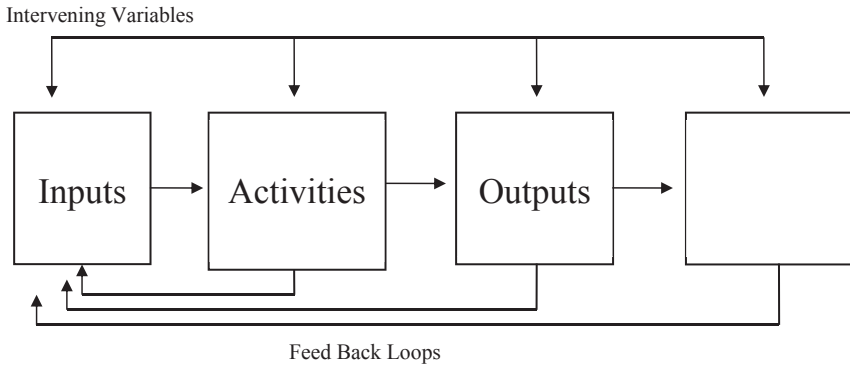 Intervening Variables
Inputs
Activities
Outputs
Feed Back Loops